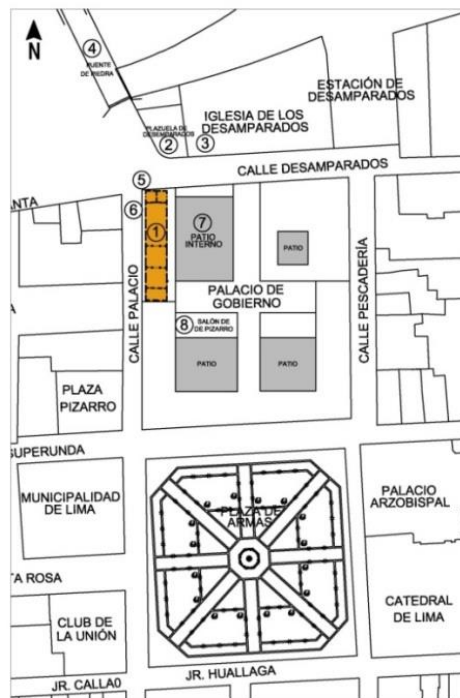 4
N
PUENTE
DE PIEDRA
ESTACIÓN DE
DESAMPARADOS
IGLESIA DE LOS
DESAMPARADOS
PLAZUELA DE
DESEMPARADOS
2
3
CALLE DESAMPARADOS
5
ANTA
6
1
7
PATIO
INTERNO
PATIO
CALLE PALACIO
PALACIO DE
GOBIERNO
CALLE PESCADERÍA
8
SALÓN DE
DE PIZARRO
PATIO
PATIO
A
PLAZA
PIZARRO
SUPERUNDA
MUNICIPALIDAD
DE LIMA
PLAZA DE
ARMAS
PALACIO
ARZOBISPAL
TA ROSA
CLUB DE
LA UNIÓN
CATEDRAL
DE LIMA
JR. HUALLAGA
JR. CALLAO